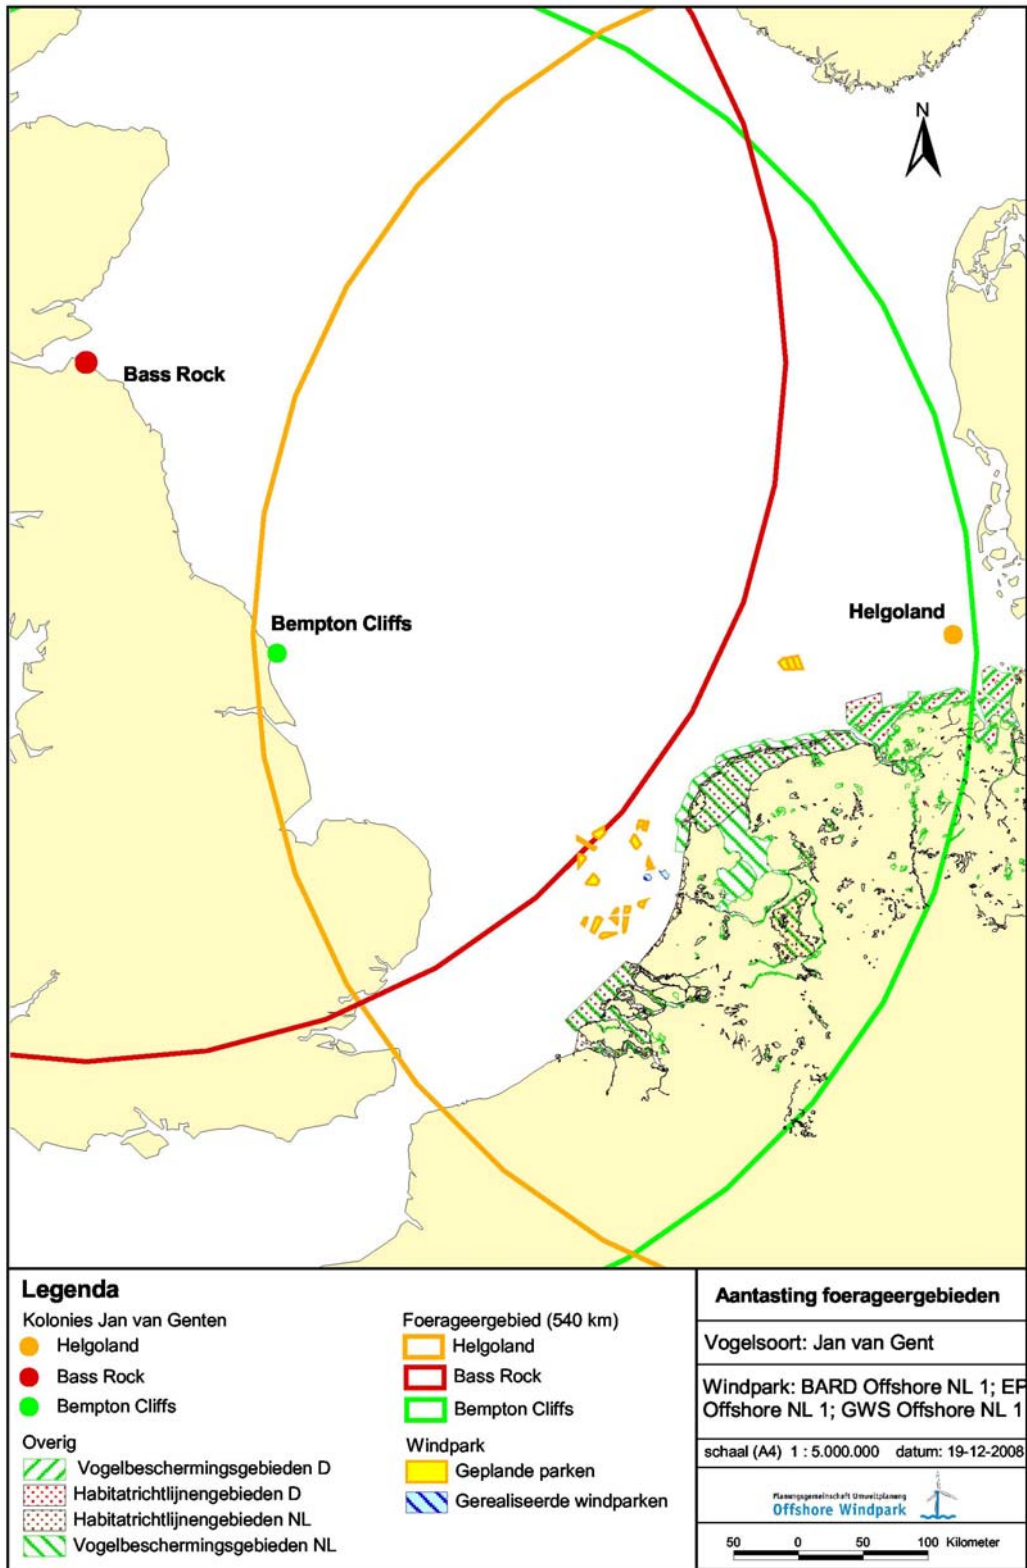 N
Bass Rock
Bempton Cliffs
Helgoland
Legenda
Kolonies Jan van Genten
Helgoland
Bass Rock
Bempton Cliffs
Overig
Vogelbeschermingsgebieden D
Habitatrichtlijnengebieden D
Habitatrichtlijnengebieden NL
Vogelbeschermingsgebieden NL
Foerageergebied (540 km)
Helgoland
Bass Rock
Bempton Cliffs
Windpark
Geplande parken
Gerealiseerde windparken
Aantasting foerageergebieden
Vogelsoort: Jan van Gent
Windpark: BARD Offshore NL 1; EP
Offshore NL 1; GWS Offshore NL 1
schaal (A4) 1 : 5.000.000 datum: 19-12-2008
Planungsgemeinschaft Umweltplanung
Offshore Windpark
50 0 50 100 Kilometer